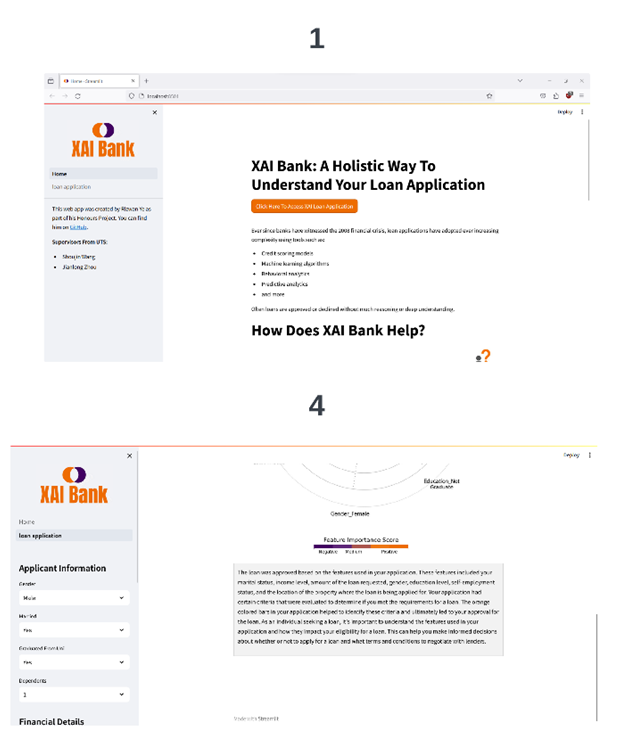 1
Home · Streamlit
localhost:8501
Deploy
XAI Bank
Home
loan application
This web app was created by Rizwan Ye as
part of his Honours Project. You can find
him on GitHub.
Supervisors From UTS:
Shoujin Wang
Jianlong Zhou
XAI Bank: A Holistic Way To
Understand Your Loan Application
Click Here To Access XAI Loan Application
Ever since banks have witnessed the 2008 financial crisis, loan applications have adopted ever increasing
complexity using tools such as:
Credit scoring models
Machine learning algorithms
Behavioral analytics
Predictive analytics
and more
Often loans are approved or declined without much reasoning or deep understanding.
How Does XAI Bank Help?
4
Deploy
XAI Bank
Home
loan application
Applicant Information
Gender
Male
Married
Yes
Graduated From Uni
Yes
Dependents
1
Financial Details
Education_Not
Graduate
Gender_Female
Feature Importance Score
Negative Medium Positive
The loan was approved based on the features used in your application. These features included your
marital status, income level, amount of the loan requested, gender, education level, self-employment
status, and the location of the property where the loan is being applied for. Your application had
certain criteria that were evaluated to determine if you met the requirements for a loan. The orange
colored bars in your application helped to identify these criteria and ultimately led to your approval for
the loan. As an individual seeking a loan, it's important to understand the features used in your
application and how they impact your eligibility for a loan. This can help you make informed decisions
about whether or not to apply for a loan and what terms and conditions to negotiate with lenders.
Made with Streamlit